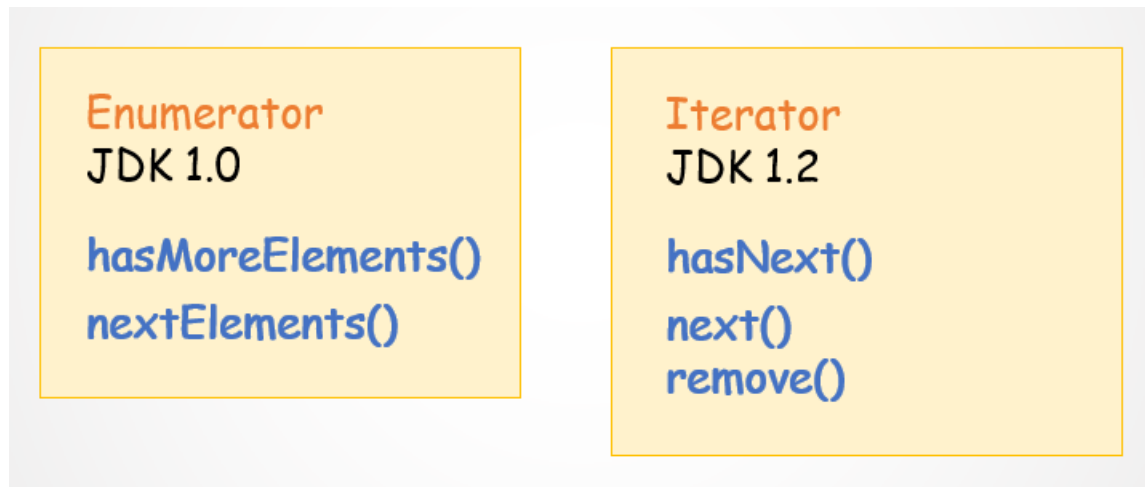 Enumerator
JDK 1.0
hasMoreElements()
nextElements()
Iterator
JDK 1.2
hasNext()
next()
remove()